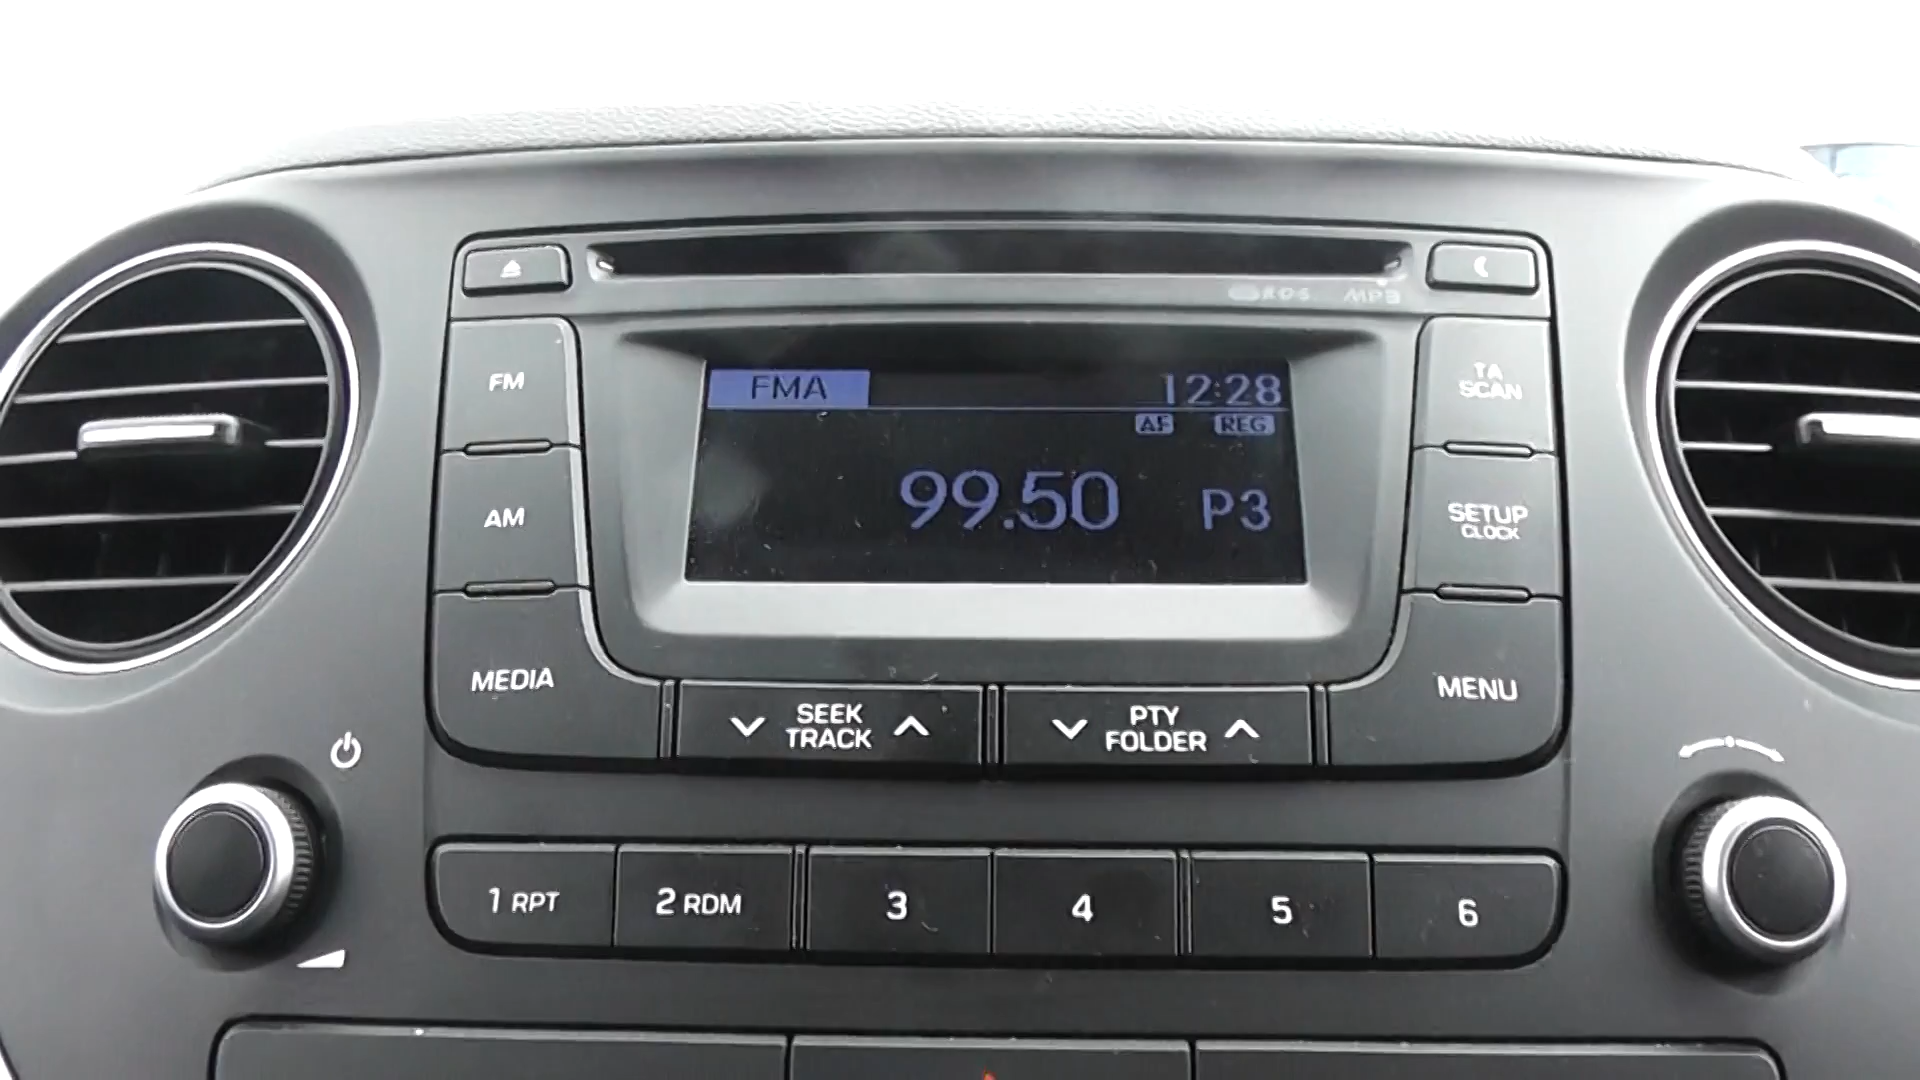 RDS MP3
FM
FMA 12:28
TA
SCAN
AF REG
99.50 P3
AM
SETUP
CLOCK
MEDIA
MENU
SEEK
TRACK
PTY
FOLDER
1 RPT 2 RDM 3 4 5 6